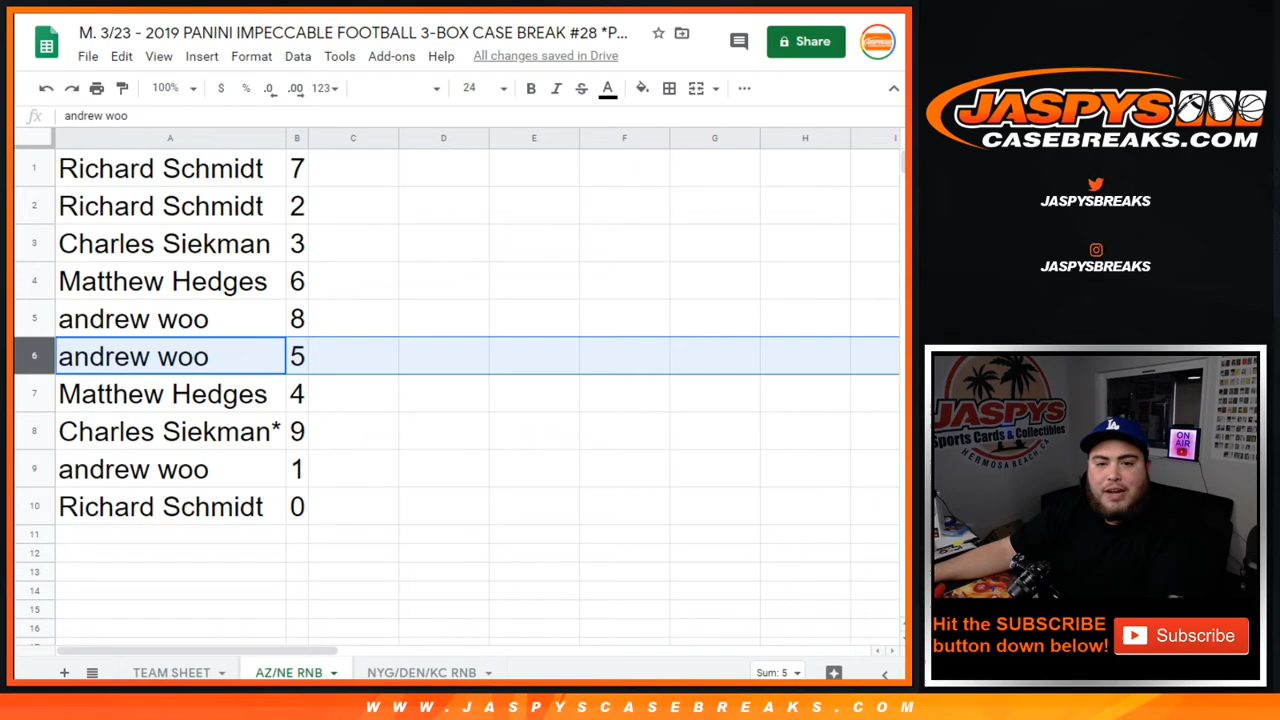 M. 3/23 - 2019 PANINI IMPECCABLE FOOTBALL 3-BOX CASE BREAK #28 *P...
File Edit View Insert Format Data Tools Add-ons Help All changes saved in Drive
Share
100% $ % .0 .00 123 24 B I S A
fx andrew woo
A B C D E F G H I
1 Richard Schmidt 7
2 Richard Schmidt 2
3 Charles Siekman 3
4 Matthew Hedges 6
5 andrew woo 8
6 andrew woo 5
7 Matthew Hedges 4
8 Charles Siekman* 9
9 andrew woo 1
10 Richard Schmidt 0
11
12
13
14
15
16
TEAM SHEET AZ/NE RNB NYG/DEN/KC RNB Sum: 5
JASPYS
CASEBREAKS.COM
JASPYSBREAKS
JASPYSBREAKS
JASPYS
Sports Cards & Collectibles
HERMOSA BEACH, CA
ON
AIR
LA
Hit the SUBSCRIBE
button down below!
Subscribe
WWW.JASPYSCASEBREAKS.COM